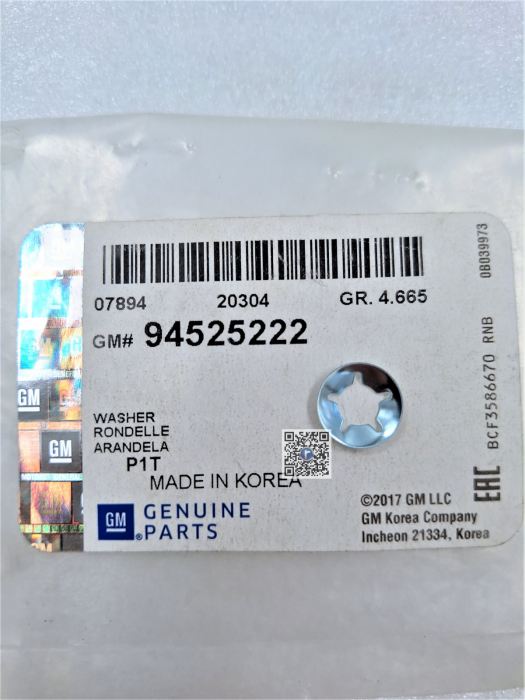 07894 20304 GR. 4.665
GM# 94525222
WASHER
RONDELLE
ARANDELA
P1T
MADE IN KOREA
GM GENUINE
PARTS
©2017 GM LLC
GM Korea Company
Incheon 21334, Korea
EAC
BCF3586670 RNB 0B039973
GM
GM